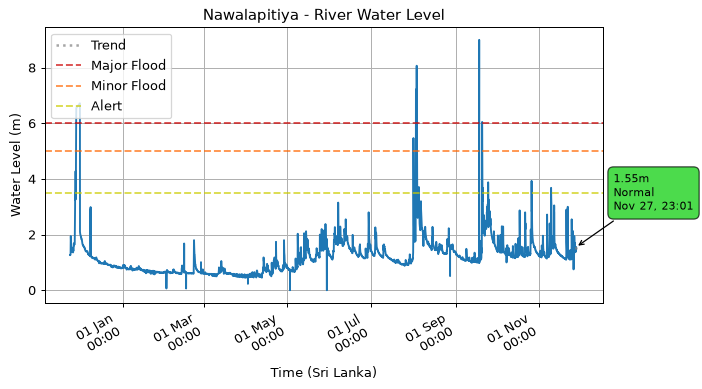 Nawalapitiya - River Water Level
Trend
Major Flood
Minor Flood
Alert
Water Level (m)
8
6
4
2
0
1.55m
Normal
Nov 27, 23:01
01 Jan
00:00
01 Mar
00:00
01 May
00:00
01 Jul
00:00
01 Sep
00:00
01 Nov
00:00
Time (Sri Lanka)